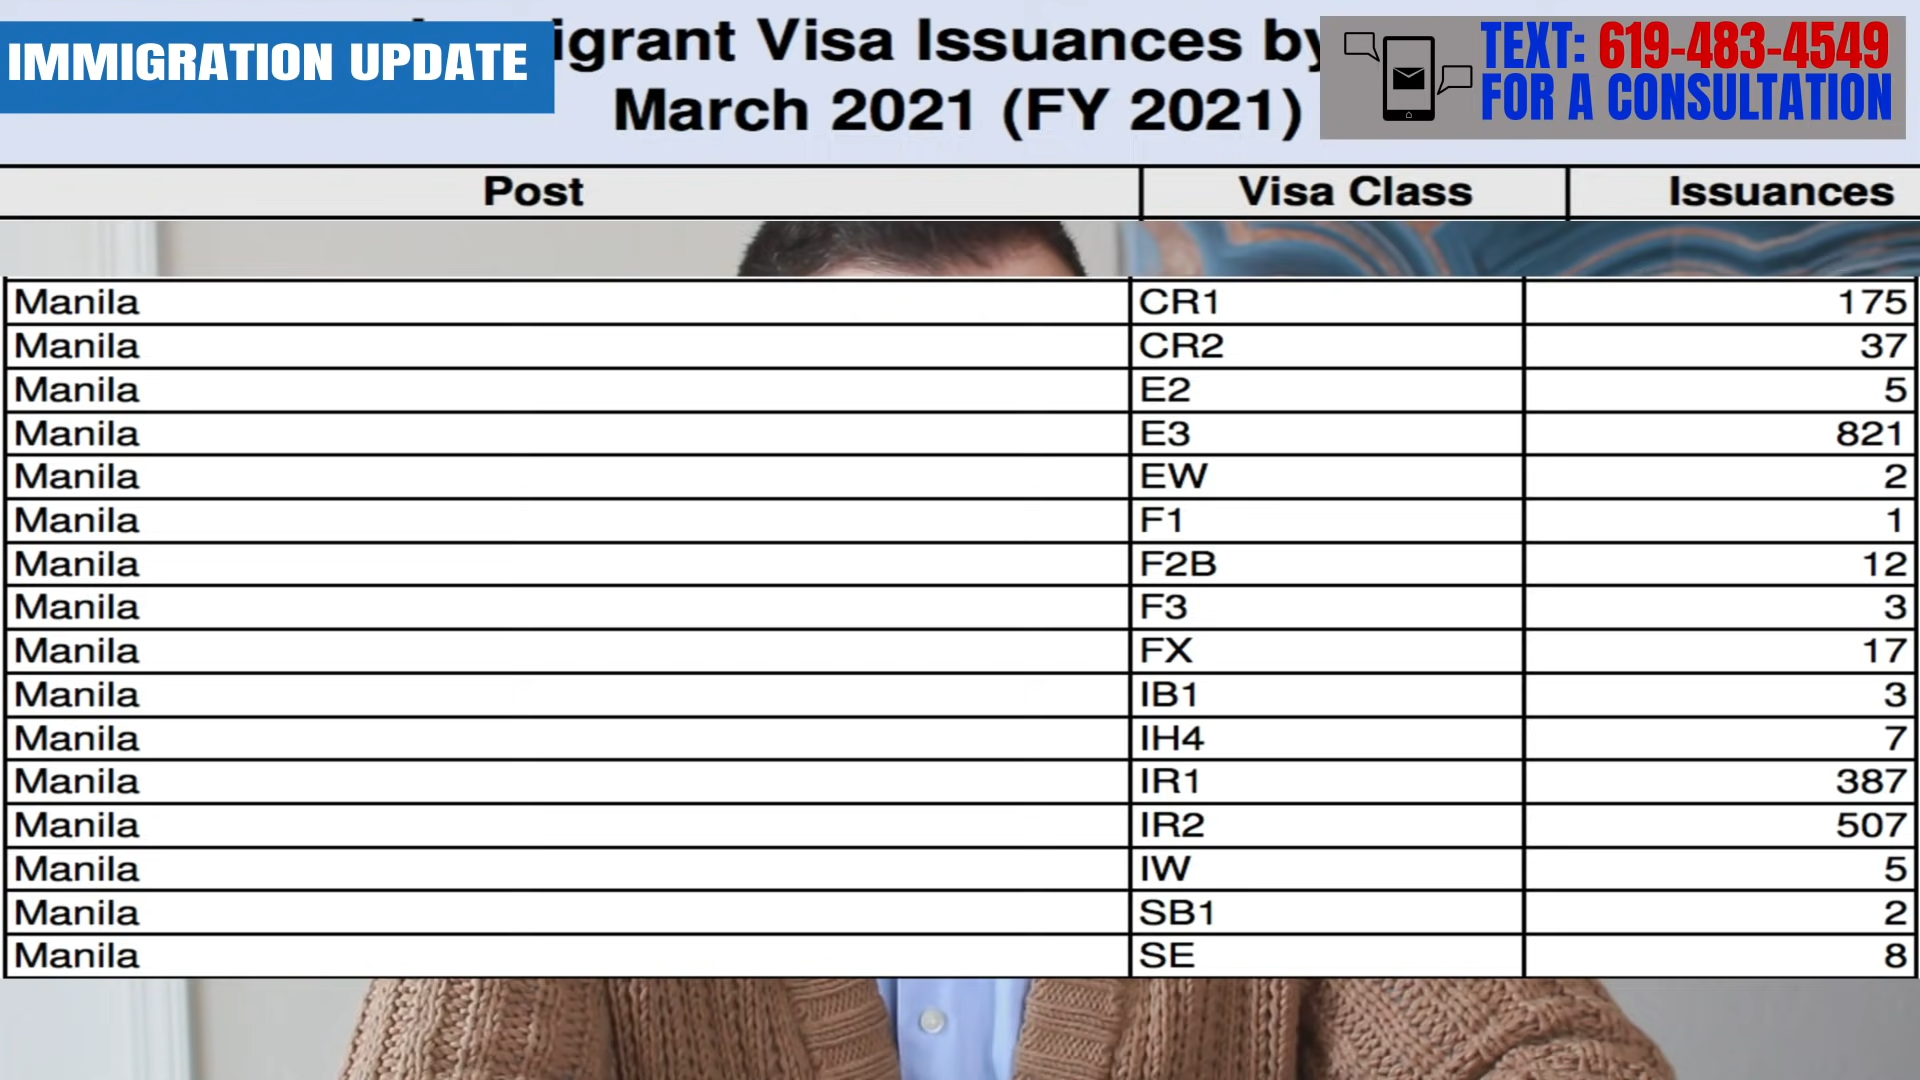 IMMIGRATION UPDATE
igrant Visa Issuances by
March 2021 (FY 2021)
TEXT: 619-483-4549
FOR A CONSULTATION
Post Visa Class Issuances
Manila CR1 175
Manila CR2 37
Manila E2 5
Manila E3 821
Manila EW 2
Manila F1 1
Manila F2B 12
Manila F3 3
Manila FX 17
Manila IB1 3
Manila IH4 7
Manila IR1 387
Manila IR2 507
Manila IW 5
Manila SB1 2
Manila SE 8